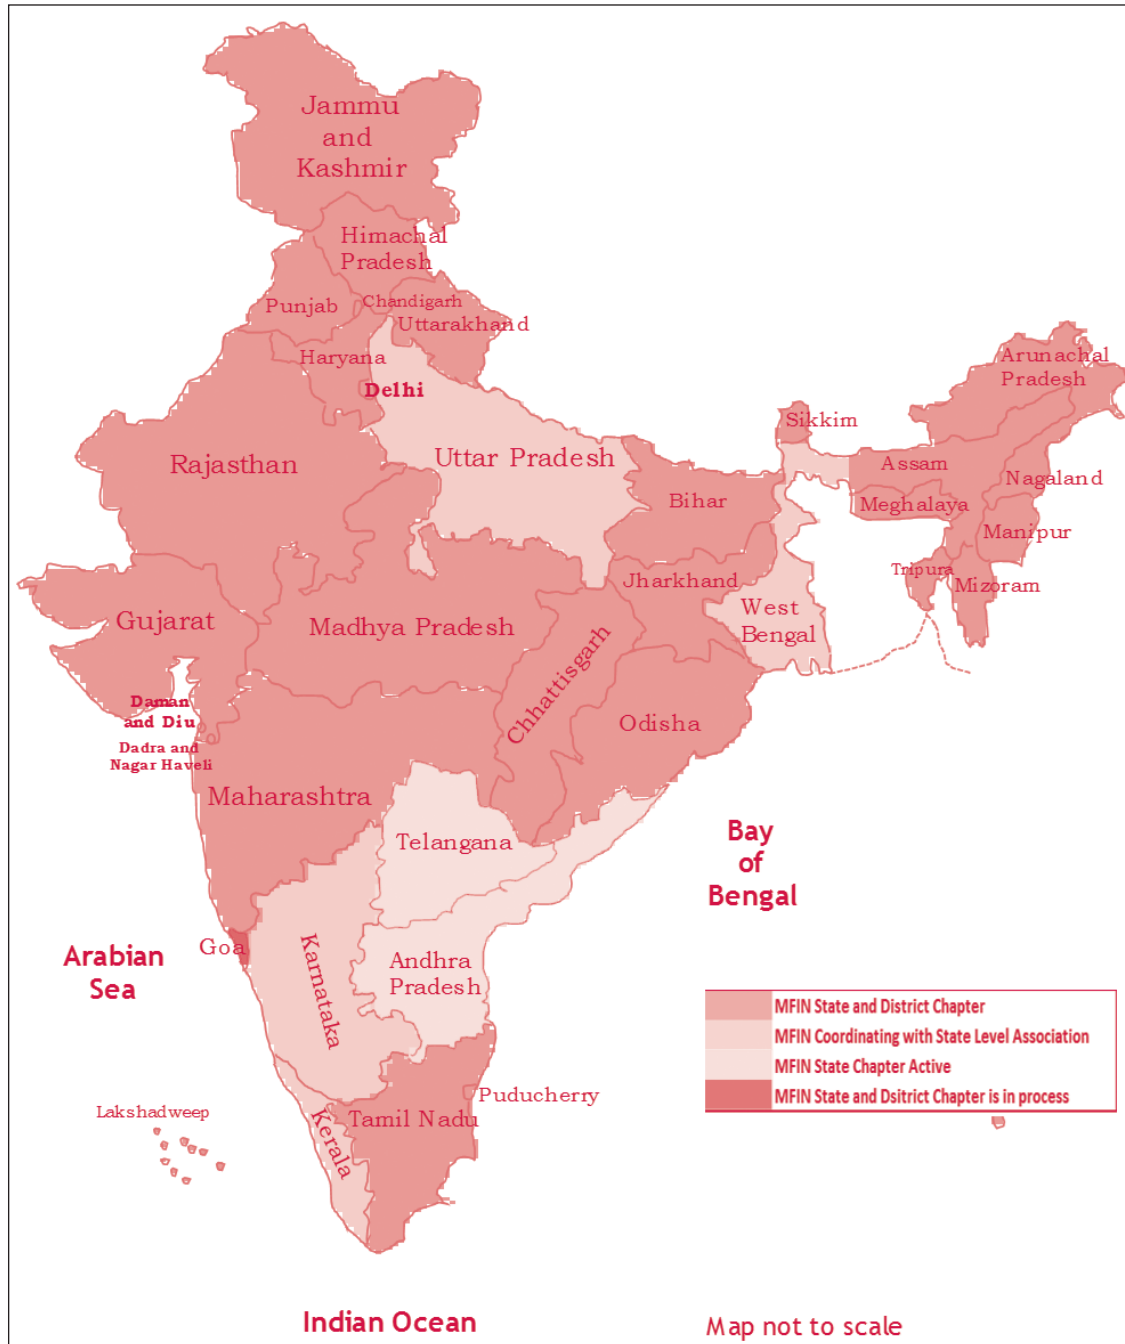 Jammu
and
Kashmir
Himachal
Pradesh
Punjab
Chandigarh
Uttarakhand
Haryana
Delhi
Arunachal
Pradesh
Sikkim
Rajasthan
Uttar Pradesh
Assam
Nagaland
Bihar
Meghalaya
Manipur
Tripura
Jharkhand
Mizoram
Gujarat
Madhya Pradesh
West
Bengal
Chhattisgarh
Daman
and Diu
Odisha
Dadra and
Nagar Haveli
Maharashtra
Telangana
Bay
of
Bengal
Goa
Arabian
Sea
Karnataka
Andhra
Pradesh
MFIN State and District Chapter
MFIN Coordinating with State Level Association
MFIN State Chapter Active
MFIN State and Dsitrict Chapter is in process
Puducherry
Lakshadweep
Tamil Nadu
Kerala
Indian Ocean
Map not to scale